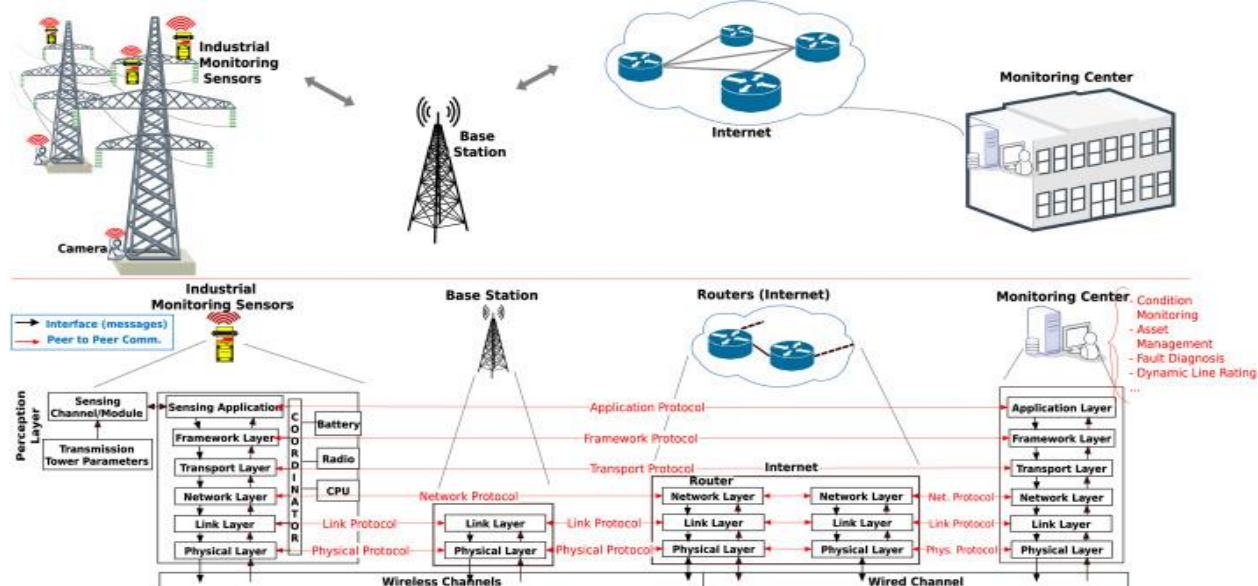 Industrial
Monitoring
Sensors
Base
Station
Internet
Monitoring Center
Camera
Industrial
Monitoring Sensors
Base Station
Routers (Internet)
Monitoring Center
Interface (messages)
Peer to Peer Comm.
- Condition
Monitoring
- Asset
Management
- Fault Diagnosis
- Dynamic Line Rating
...
Perception
Layer
Sensing
Channel/Module
Transmission
Tower Parameters
Sensing Application
Framework Layer
Transport Layer
Network Layer
Link Layer
Physical Layer
COORDINATOR
Battery
Radio
CPU
Application Protocol
Framework Protocol
Transport Protocol
Network Protocol
Link Protocol
Physical Protocol
Link Layer
Physical Layer
Link Protocol
Physical Protocol
Internet
Router
Network Layer
Link Layer
Physical Layer
Network Layer
Link Layer
Physical Layer
Net. Protocol
Link Protocol
Phys. Protocol
Application Layer
Framework Layer
Transport Layer
Network Layer
Link Layer
Physical Layer
Wireless Channels
Wired Channel